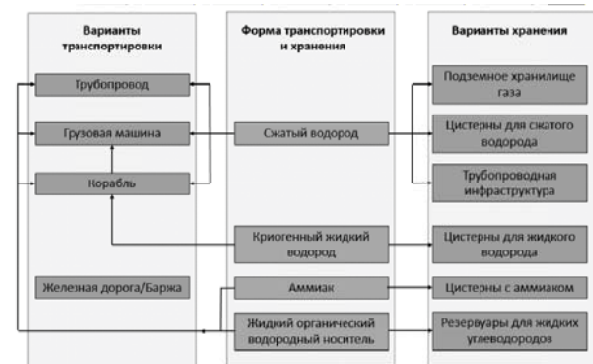 Варианты
транспортировки
Трубопровод
Грузовая машина
Корабль
Железная дорога/Баржа
Форма транспортировки
и хранения
Сжатый водород
Криогенный жидкий
водород
Аммиак
Жидкий органический
водородный носитель
Варианты хранения
Подземное хранилище
газа
Цистерны для сжатого
водорода
Трубопроводная
инфраструктура
Цистерны для жидкого
водорода
Цистерны с аммиаком
Резервуары для жидких
углеводородов